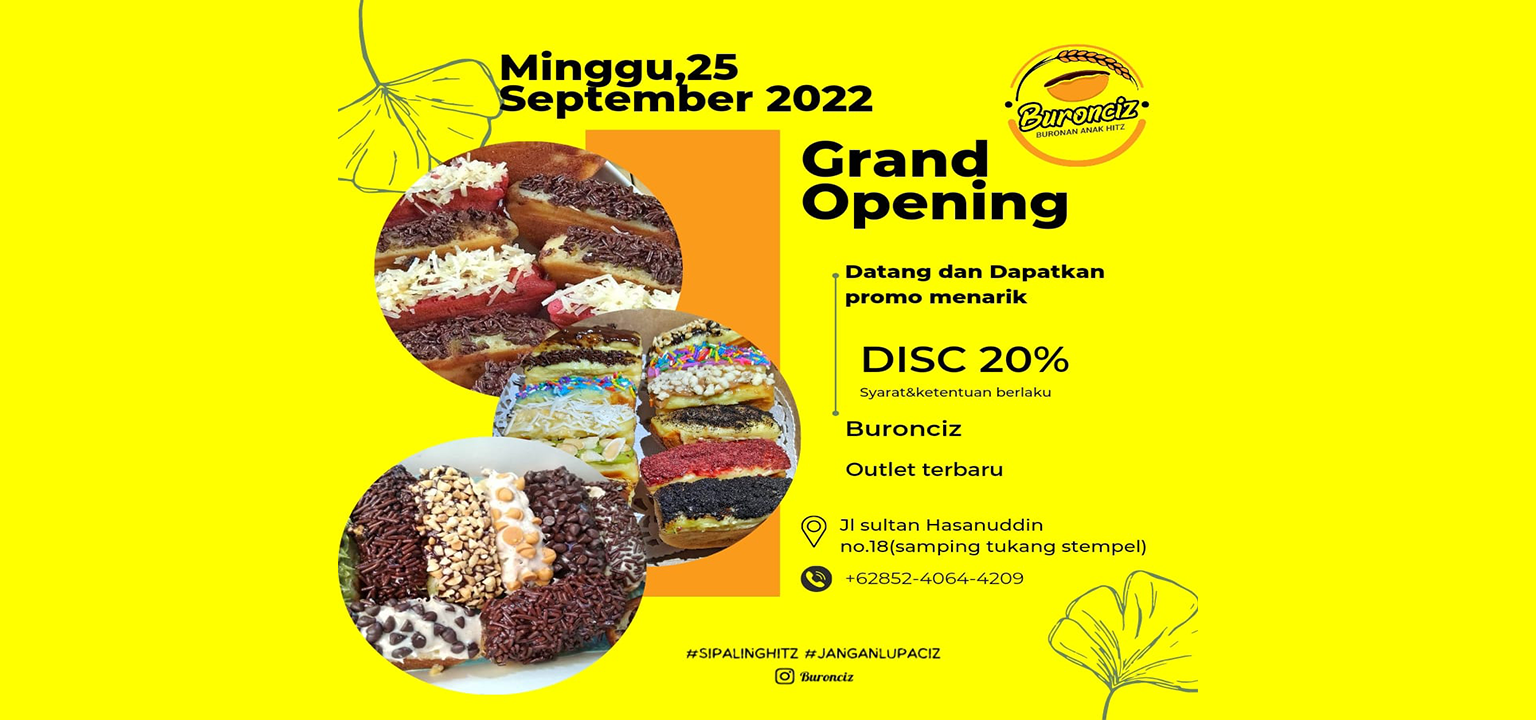 Minggu,25
September 2022
Buronciz
BURONAN ANAK HITZ
Grand
Opening
Datang dan Dapatkan
promo menarik
DISC 20%
Syarat&ketentuan berlaku
Buronciz
Outlet terbaru
Jl sultan Hasanuddin
no.18(samping tukang stempel)
+62852-4064-4209
#SIPALINGHITZ #JANGANLUPACIZ
Buronciz